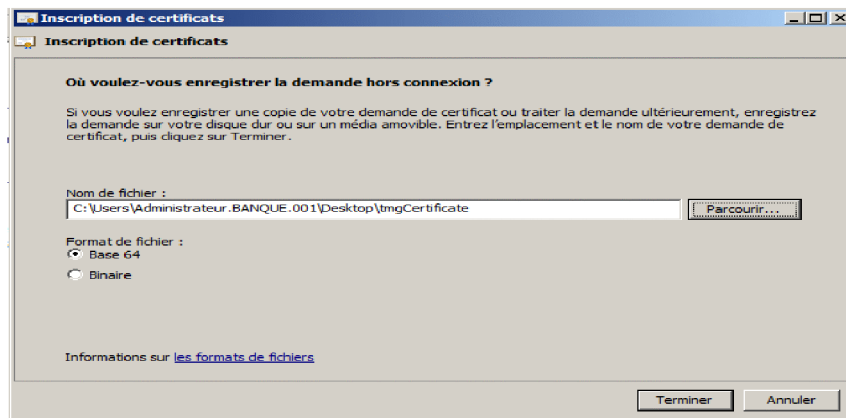 Inscription de certificats
Inscription de certificats
Où voulez-vous enregistrer la demande hors connexion ?
Si vous voulez enregistrer une copie de votre demande de certificat ou traiter la demande ultérieurement, enregistrez
la demande sur votre disque dur ou sur un média amovible. Entrez l'emplacement et le nom de votre demande de
certificat, puis cliquez sur Terminer.
Nom de fichier :
C:\Users\Administrateur.BANQUE.001\Desktop\tmgCertificate
Parcourir...
Format de fichier :
Base 64
Binaire
Informations sur les formats de fichiers
Terminer
Annuler